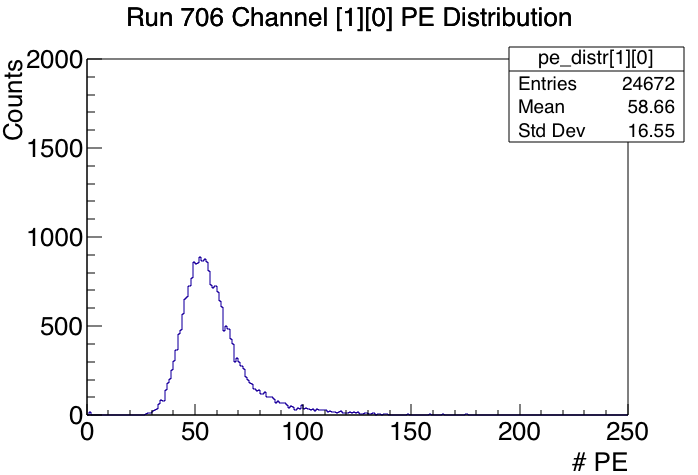 Run 706 Channel [1][0] PE Distribution
pe_distr[1][0]
Entries 24672
Mean 58.66
Std Dev 16.55
Counts
2000
1500
1000
500
0
0 50 100 150 200 250
# PE